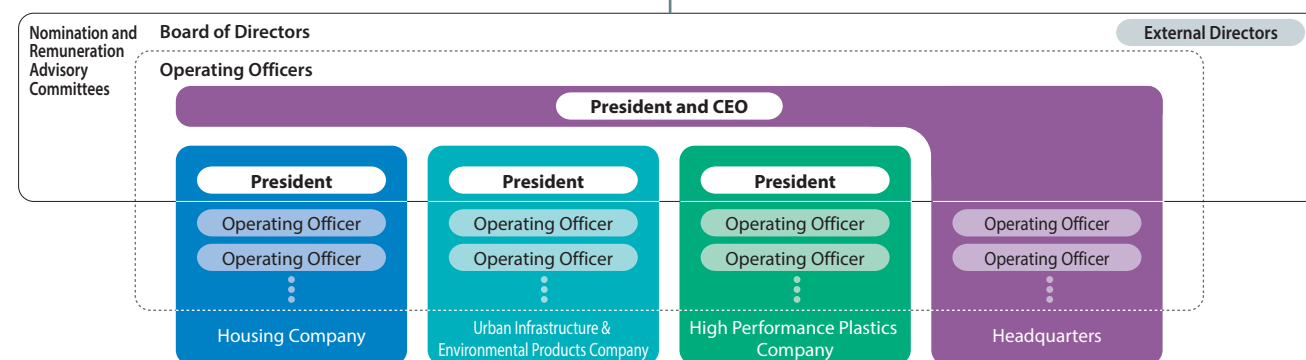 Nomination and
Remuneration
Advisory
Committees
Board of Directors
External Directors
Operating Officers
President and CEO
President
Operating Officer
Operating Officer
Housing Company
President
Operating Officer
Operating Officer
Urban Infrastructure &
Environmental Products Company
President
Operating Officer
Operating Officer
High Performance Plastics
Company
Operating Officer
Operating Officer
Headquarters